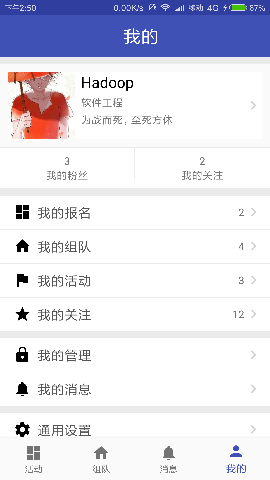 下午2:50 0.00K/s 移动 4G 87%
我的
Hadoop
软件工程
为战而死，至死方休
3 2
我的粉丝 我的关注
我的报名 2
我的组队 4
我的活动 3
我的关注 12
我的管理
我的消息
通用设置
活动 组队 消息 我的